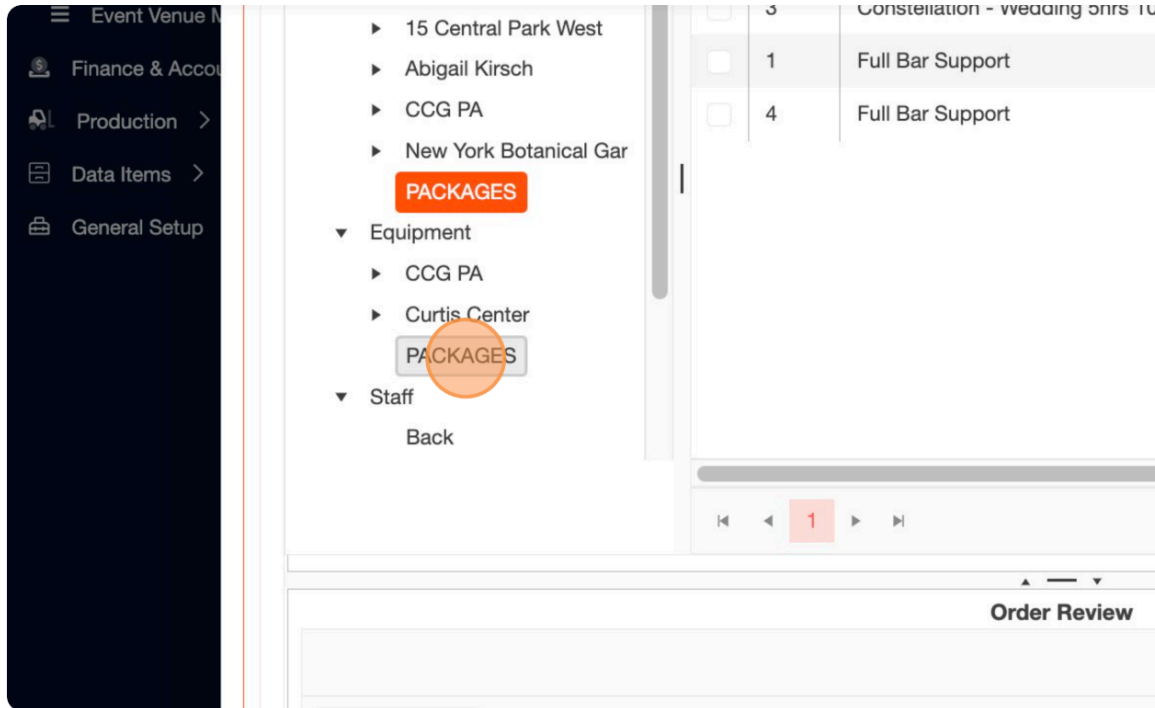 Event Venue M
Finance & Accou
Production
Data Items
General Setup
15 Central Park West
Abigail Kirsch
CCG PA
New York Botanical Gar
PACKAGES
Equipment
CCG PA
Curtis Center
PACKAGES
Staff
Back
3 Constellation - Wedding 5hrs 10
1 Full Bar Support
4 Full Bar Support
1
Order Review